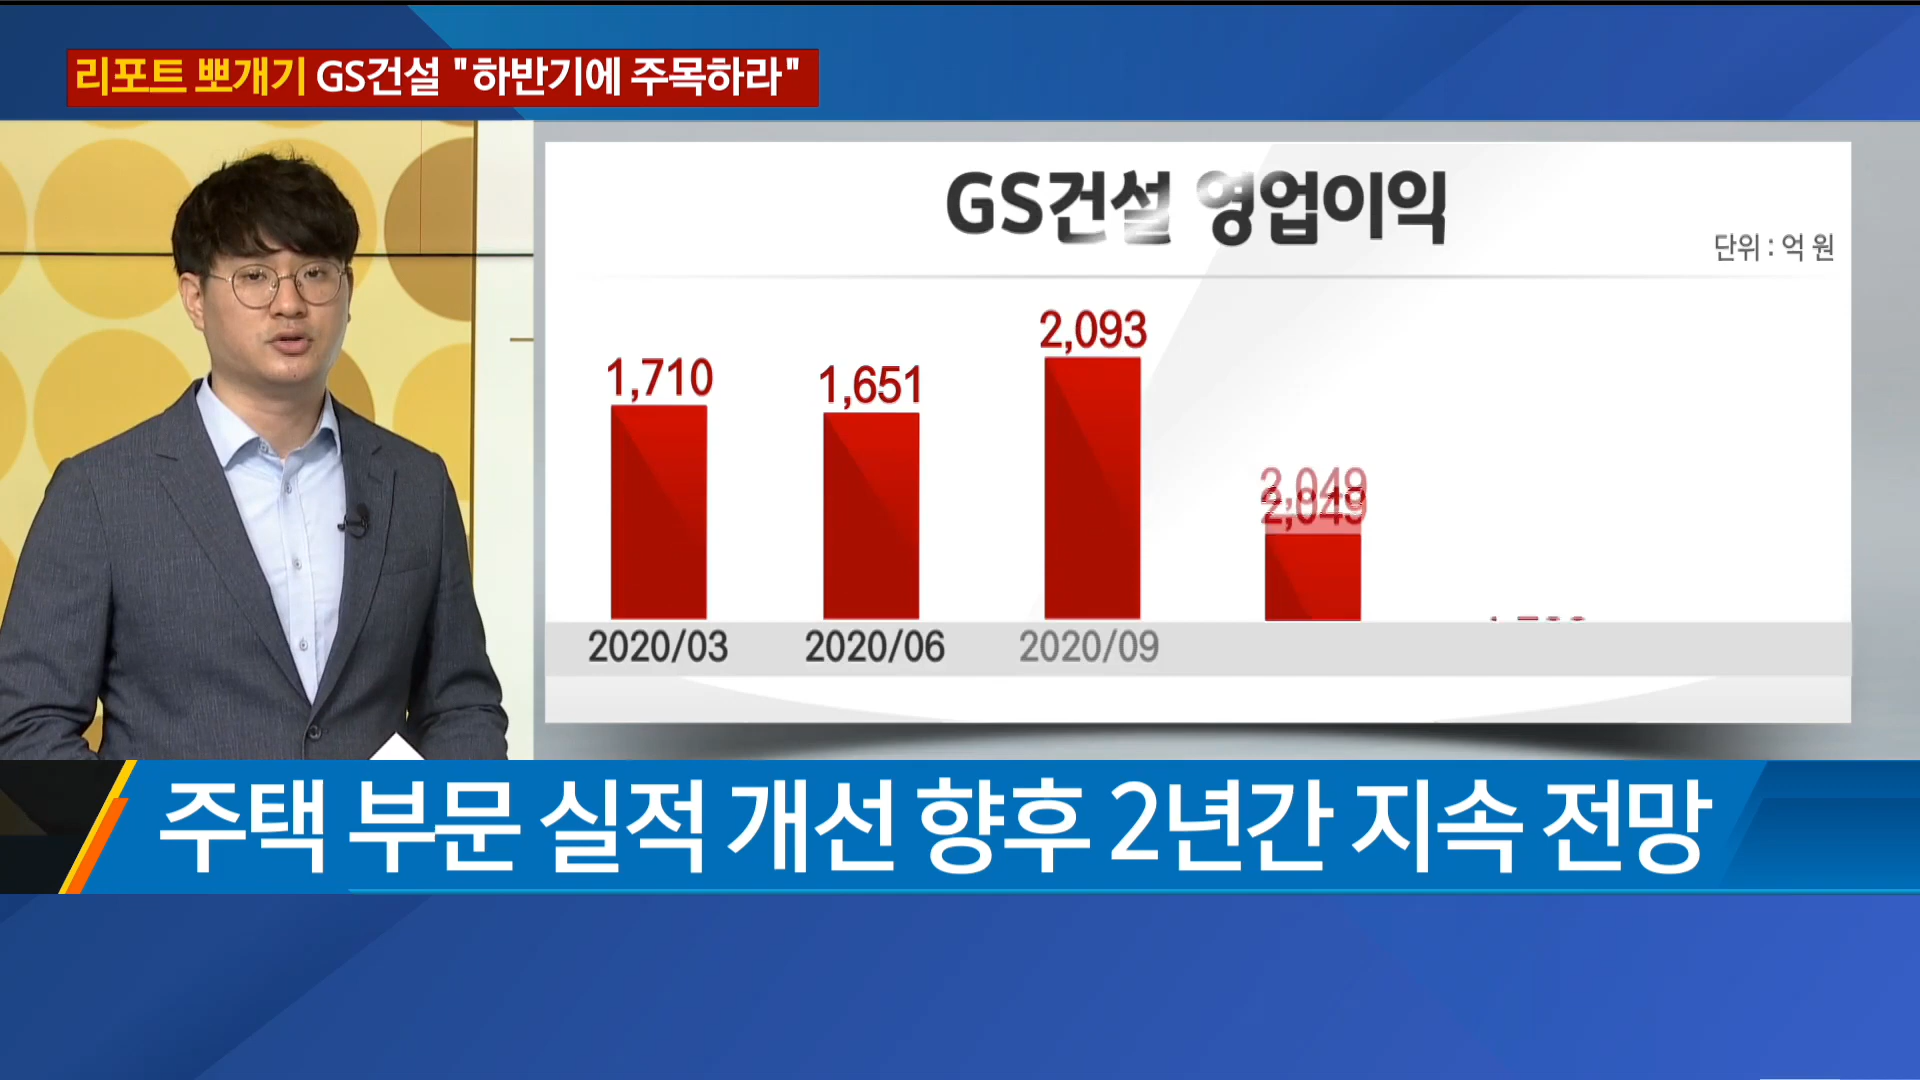 리포트 뽀개기 GS건설 "하반기에 주목하라"
GS건설 영업이익
단위 : 억 원
1,710
1,651
2,093
2,049
2020/03
2020/06
2020/09
주택 부문 실적 개선 향후 2년간 지속 전망